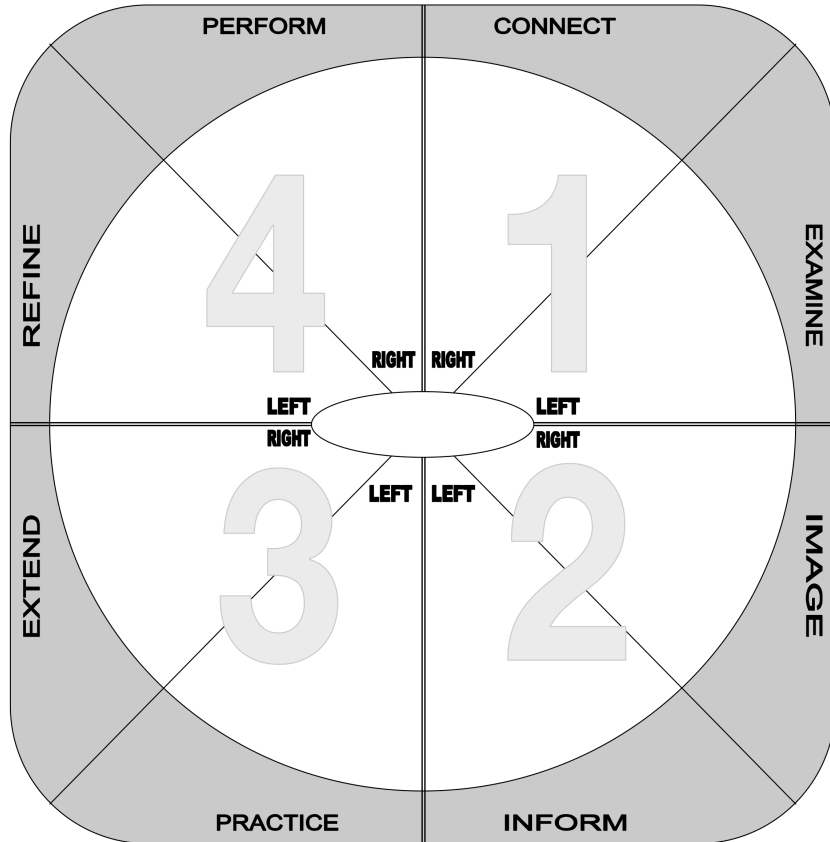 PERFORM CONNECT
4 1
REFINE
EXAMINE
RIGHT RIGHT
LEFT LEFT
RIGHT RIGHT
LEFT LEFT
3 2
EXTEND
IMAGE
PRACTICE INFORM